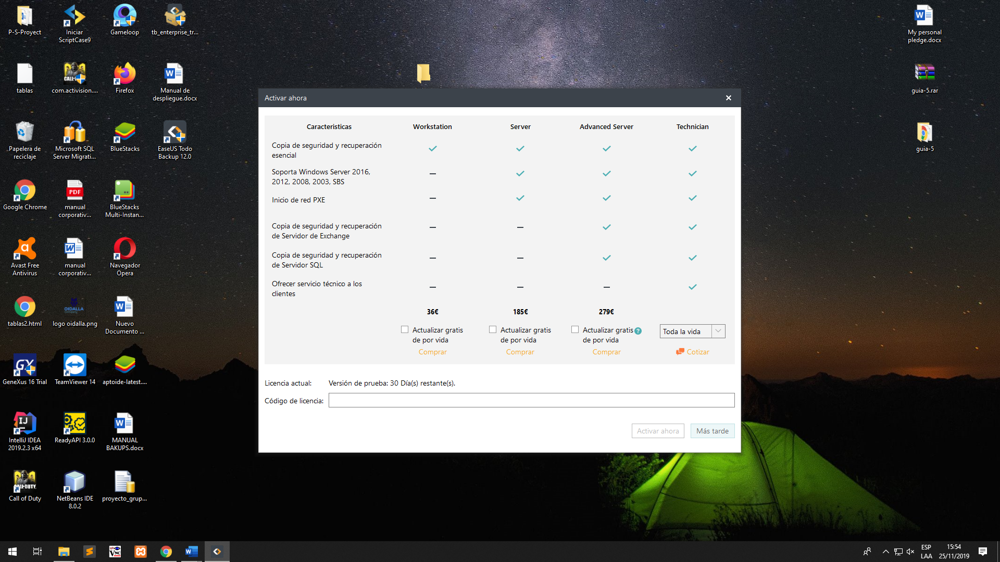 P-S-Proyect
Iniciar
ScriptCase9
Gameloop
tb_enterprise_tr...
My personal
pledge.docx
tablas
com.activision....
Firefox
Manual de
despliegue.docx
guia-5.rar
Papelera de
reciclaje
Microsoft SQL
Server Migrati...
BlueStacks
EaseUS Todo
Backup 12.0
guia-5
Google Chrome
PDF
manual
corporativ...
BlueStacks
Multi-Instan...
Avast Free
Antivirus
manual
corporativ...
Navegador
Opera
tablas2.html
OIDALLA
Company
logo oidalla.png
Nuevo
Documento ...
GX
GeneXus 16 Trial
TeamViewer 14
aptoide-latest....
IJ
IntelliJ IDEA
2019.2.3 x64
ReadyAPI 3.0.0
MANUAL
BAKUPS.docx
CALL OF DUTY
Call of Duty
NetBeans IDE
8.0.2
proyecto_grup...
Activar ahora
Caracteristicas Workstation Server Advanced Server Technician
Copia de seguridad y recuperación
esencial
Soporta Windows Server 2016,
2012, 2008, 2003, SBS
Inicio de red PXE
Copia de seguridad y recuperación
de Servidor de Exchange
Copia de seguridad y recuperación
de Servidor SQL
Ofrecer servicio técnico a los
clientes
36€ 185€ 279€
Actualizar gratis
de por vida
Actualizar gratis
de por vida
Actualizar gratis ?
de por vida
Toda la vida
Comprar Comprar Comprar Cotizar
Licencia actual: Versión de prueba: 30 Día(s) restante(s).
Código de licencia:
Activar ahora Más tarde
VNC
ESP
LAA
15:54
25/11/2019